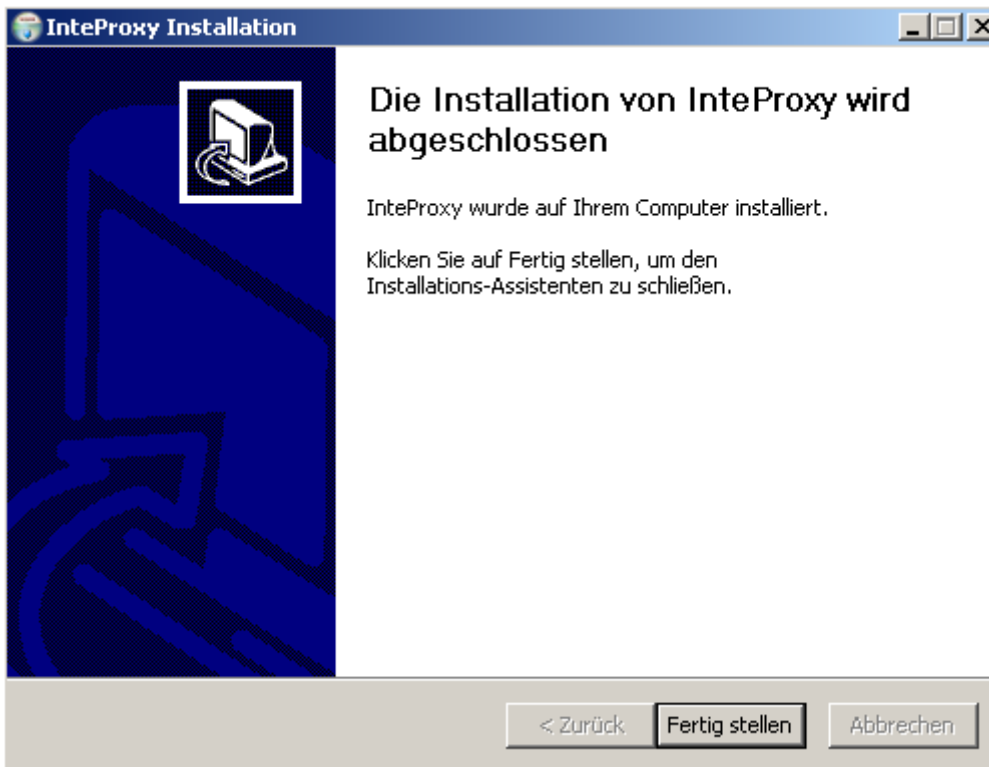 InteProxy Installation
Die Installation von InteProxy wird
abgeschlossen
InteProxy wurde auf Ihrem Computer installiert.
Klicken Sie auf Fertig stellen, um den
Installations-Assistenten zu schließen.
< Zurück Fertig stellen Abbrechen